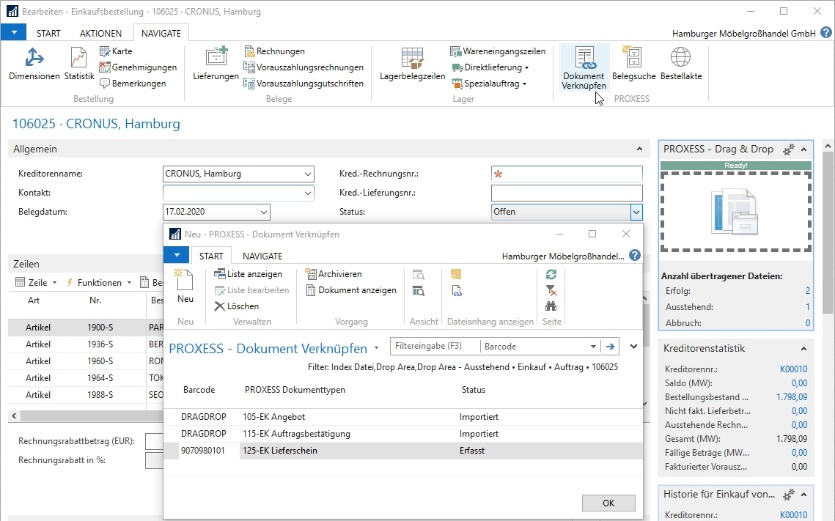 Bearbeiten - Einkaufsbestellung - 106025 · CRONUS, Hamburg
START AKTIONEN NAVIGATE
Hamburger Möbelgroßhandel GmbH
Dimensionen
Statistik
Karte
Genehmigungen
Bemerkungen
Bestellung
Lieferungen
Rechnungen
Vorauszahlungsrechnungen
Vorauszahlungsgutschriften
Belege
Lagerbelegzeilen
Wareneingangszeilen
Direktlieferung
Spezialauftrag
Lager
Dokument
Verknüpfen
Belegsuche
Bestellakte
PROXESS
106025 · CRONUS, Hamburg
Allgemein
Kreditorenname: CRONUS, Hamburg
Kontakt:
Belegdatum: 17.02.2020
Kred.-Rechnungsnr.: *
Kred.-Lieferungsnr.:
Status: Offen
Zeilen
Zeile Funktionen Bes
Art Nr. Be
Artikel 1900-S PAR
Artikel 1936-S BER
Artikel 1960-S RO
Artikel 1964-S TOK
Artikel 1988-S SEO
Rechnungsrabattbetrag (EUR):
Rechnungsrabatt in %:
Neu - PROXESS - Dokument Verknüpfen
START NAVIGATE
Hamburger Möbelgroßhandel...
Neu
Neu
Liste anzeigen
Liste bearbeiten
Löschen
Verwalten
Archivieren
Dokument anzeigen
Vorgang
Ansicht
Dateianhang anzeigen
Seite
PROXESS - Dokument Verknüpfen
Filtereingabe (F3) Barcode
Filter: Index Datei,Drop Area,Drop Area - Ausstehend • Einkauf • Auftrag • 106025
Barcode PROXESS Dokumenttypen Status
DRAGDROP 105-EK Angebot Importiert
DRAGDROP 115-EK Auftragsbestätigung Importiert
9070980101 125-EK Lieferschein Erfasst
OK
PROXESS - Drag & Drop
Ready!
Anzahl übertragener Dateien:
Erfolg: 2
Ausstehend: 1
Abbruch: 0
Kreditorenstatistik
Kreditorennr.: K00010
Saldo (MW): 0,00
Bestellungsbestand ... 1.798,09
Nicht fakt. Lieferbetr... 0,00
Ausstehende Rechn... 0,00
Gesamt (MW): 1.798,09
Fällige Beträge (MW... 0,00
Fakturierter Vorausz... 0,00
Historie für Einkauf von...
Kreditorennr.: K00010